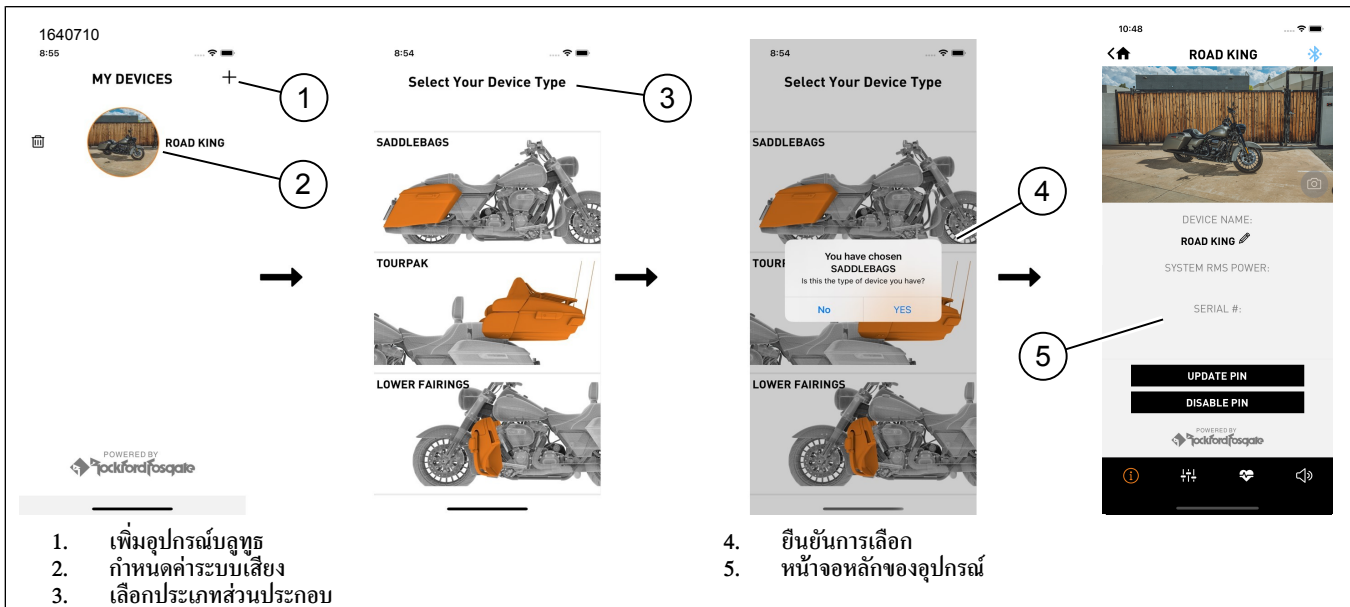 1640710
8:55
MY DEVICES
1
ROAD KING
2
POWERED BY
Rockford Fosgate
8:54
Select Your Device Type
3
SADDLEBAGS
TOURPAK
LOWER FAIRINGS
8:54
Select Your Device Type
SADDLEBAGS
4
You have chosen
SADDLEBAGS
Is this the type of device you have?
No YES
LOWER FAIRINGS
10:48
ROAD KING
DEVICE NAME:
ROAD KING
SYSTEM RMS POWER:
SERIAL #:
5
UPDATE PIN
DISABLE PIN
POWERED BY
Rockford Fosgate
1. เพิ่มอุปกรณ์บลูทูธ
2. กำหนดค่าระบบเสียง
3. เลือกประเภทส่วนประกอบ
4. ยืนยันการเลือก
5. หน้าจอหลักของอุปกรณ์